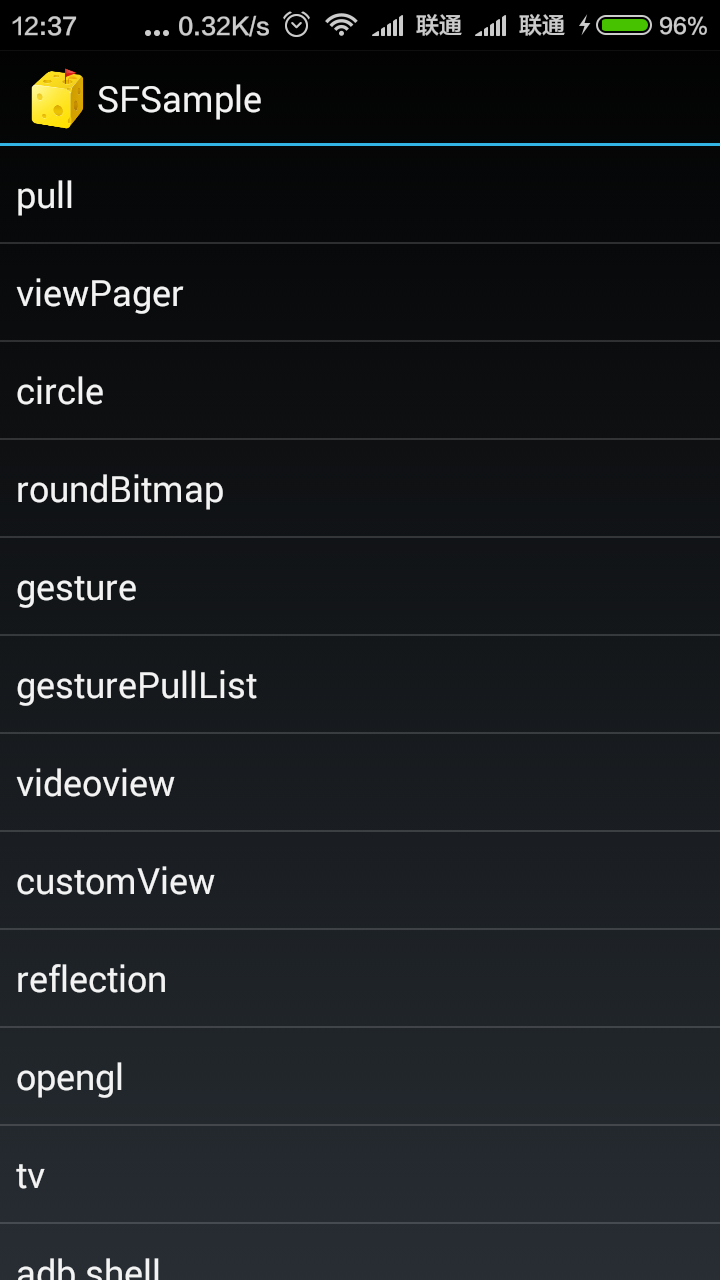 12:37 ... 0.32K/s 联通 联通 96%
SFSample
pull
viewPager
circle
roundBitmap
gesture
gesturePullList
videoview
customView
reflection
opengl
tv
adb shell